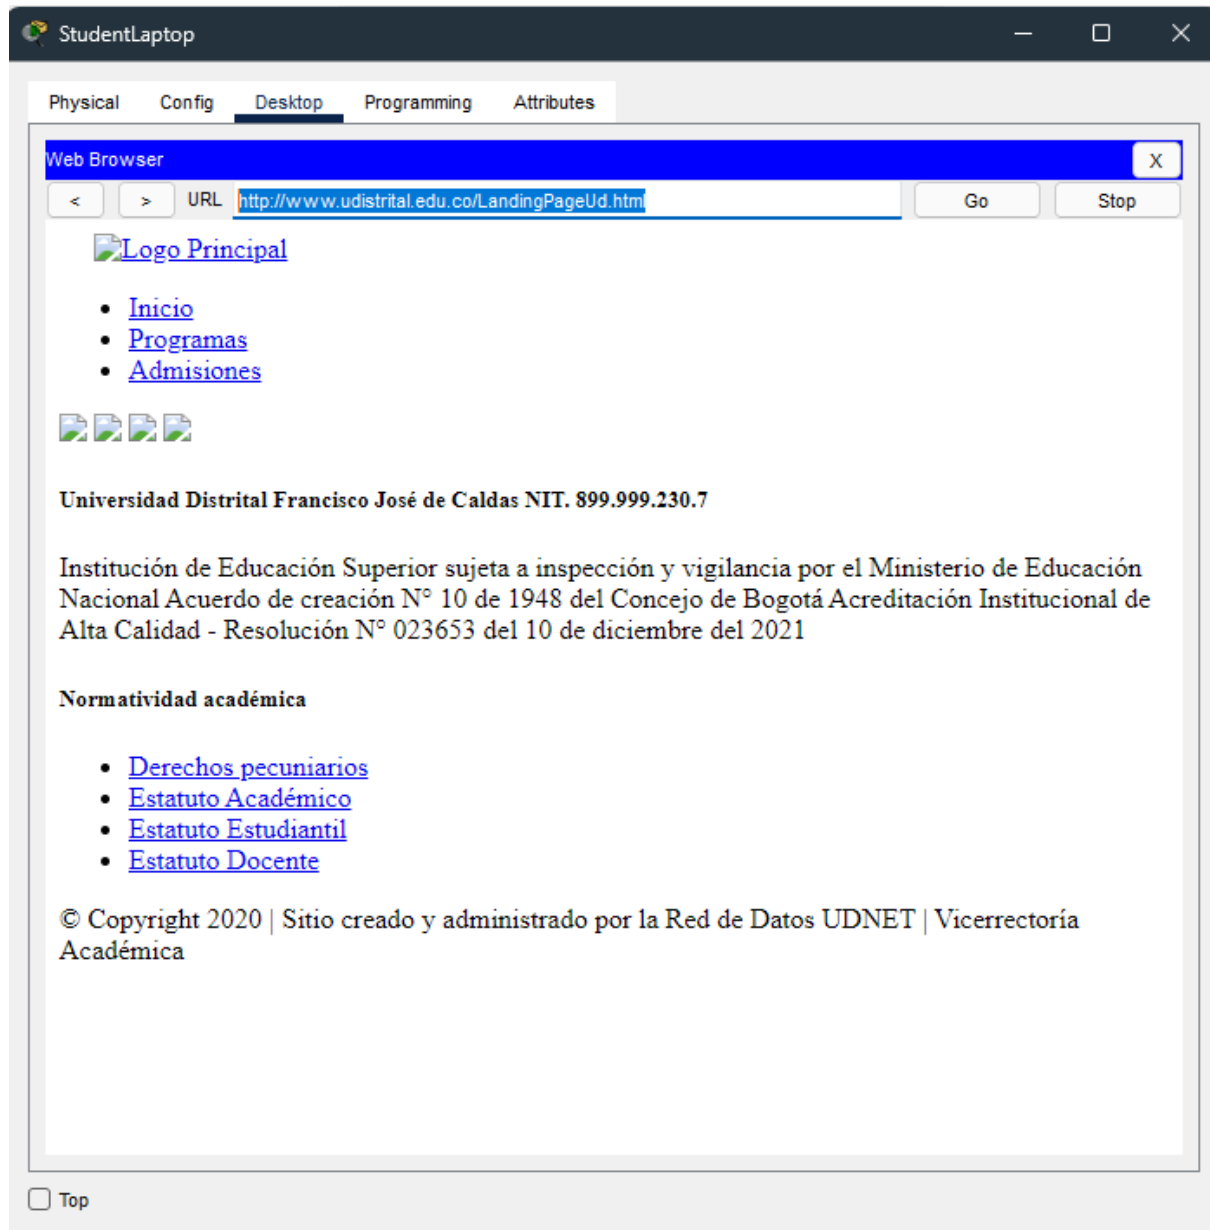 StudentLaptop
Physical Config Desktop Programming Attributes
Web Browser X
< > URL http://www.udistrital.edu.co/LandingPageUd.html Go Stop
Logo Principal
Inicio
Programas
Admisiones
Universidad Distrital Francisco José de Caldas NIT. 899.999.230.7
Institución de Educación Superior sujeta a inspección y vigilancia por el Ministerio de Educación
Nacional Acuerdo de creación N° 10 de 1948 del Concejo de Bogotá Acreditación Institucional de
Alta Calidad - Resolución N° 023653 del 10 de diciembre del 2021
Normatividad académica
Derechos pecuniarios
Estatuto Académico
Estatuto Estudiantil
Estatuto Docente
© Copyright 2020 | Sitio creado y administrado por la Red de Datos UDNET | Vicerrectoría
Académica
Top